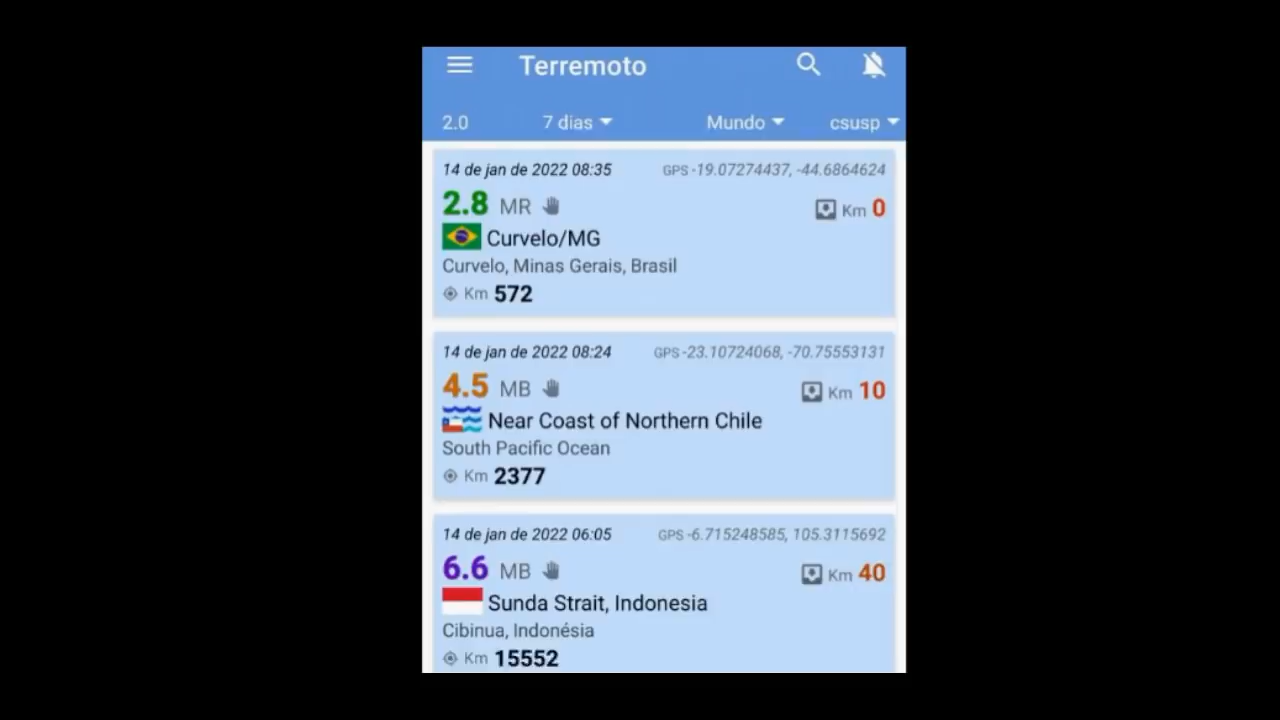 Terremoto
2.0 7 dias Mundo csusp
14 de jan de 2022 08:35 GPS -19.07274437, -44.6864624
2.8 MR Km 0
Curvelo/MG
Curvelo, Minas Gerais, Brasil
Km 572
14 de jan de 2022 08:24 GPS -23.10724068, -70.75553131
4.5 MB Km 10
Near Coast of Northern Chile
South Pacific Ocean
Km 2377
14 de jan de 2022 06:05 GPS -6.715248585, 105.3115692
6.6 MB Km 40
Sunda Strait, Indonesia
Cibinua, Indonésia
Km 15552